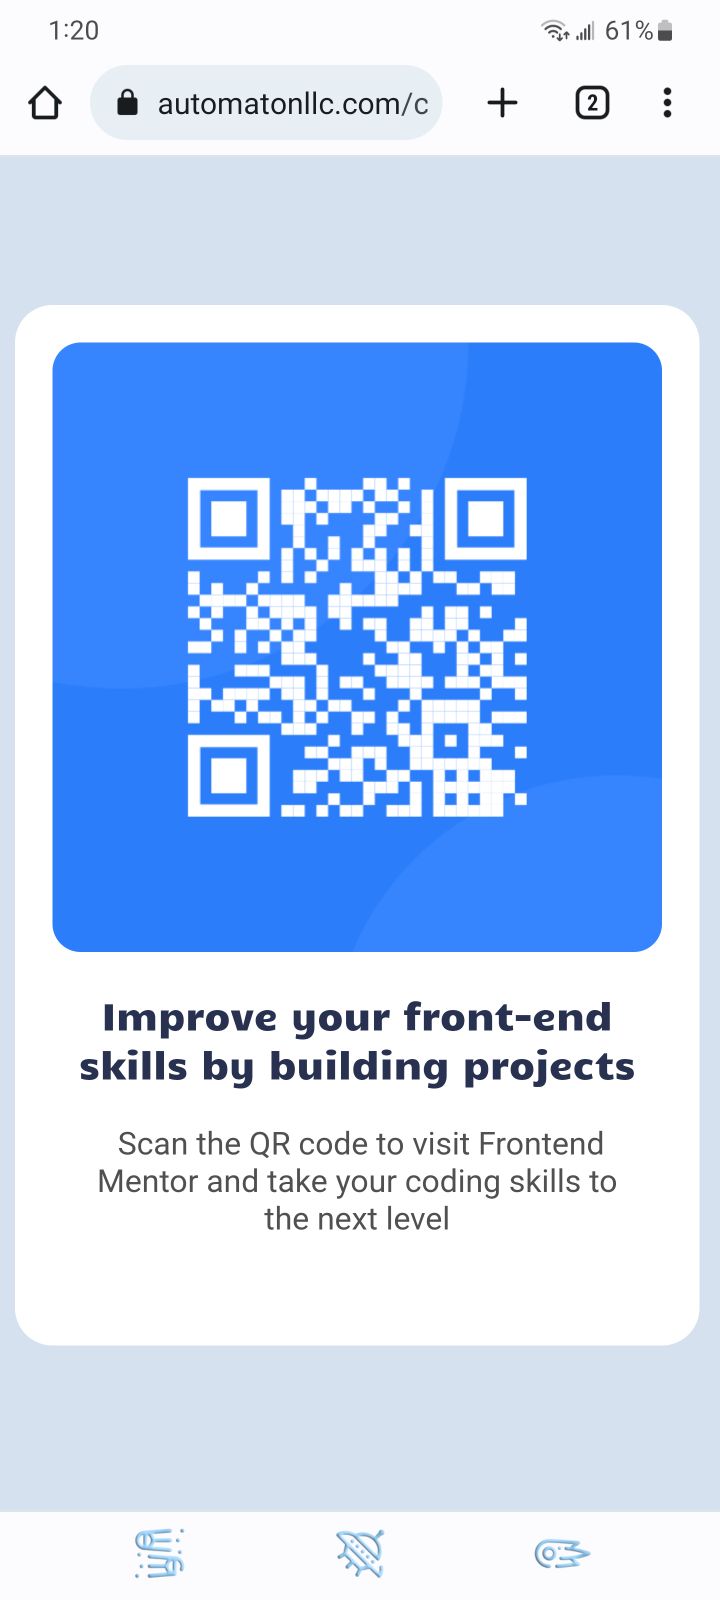 1:20
61%
automatonllc.com/c
2
Improve your front-end
skills by building projects
Scan the QR code to visit Frontend
Mentor and take your coding skills to
the next level